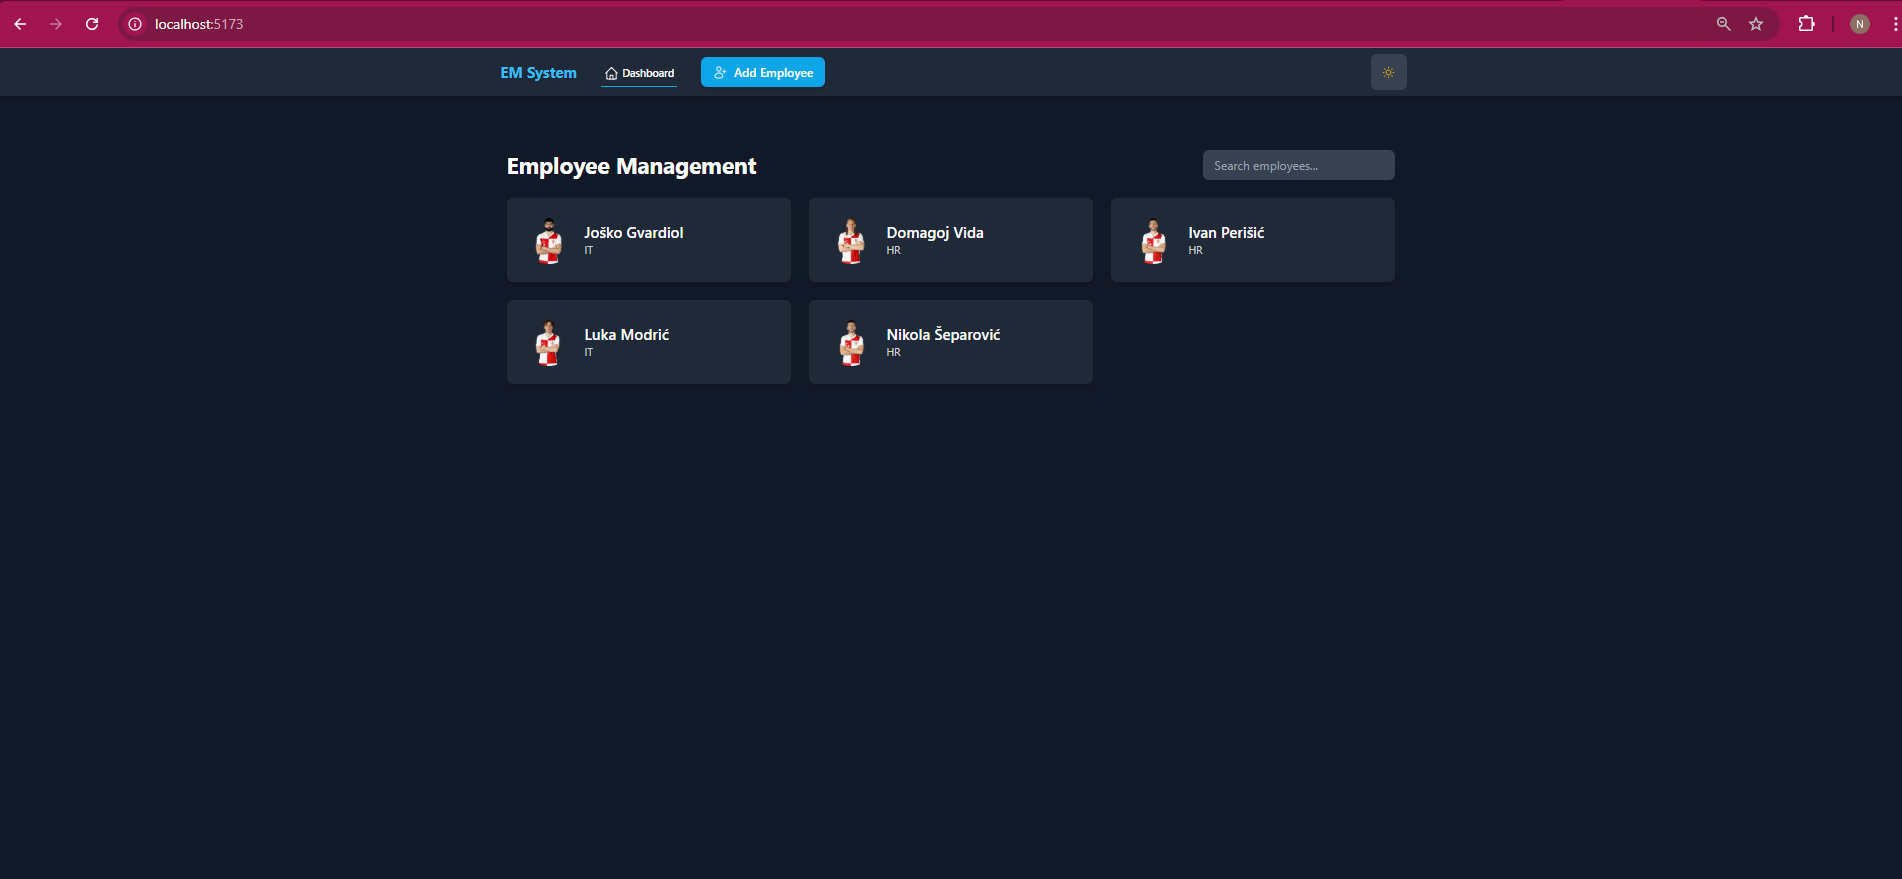 localhost:5173
N
EM System
Dashboard
Add Employee
Employee Management
Search employees...
Joško Gvardiol
IT
Domagoj Vida
HR
Ivan Perišić
HR
Luka Modrić
IT
Nikola Šeparović
HR